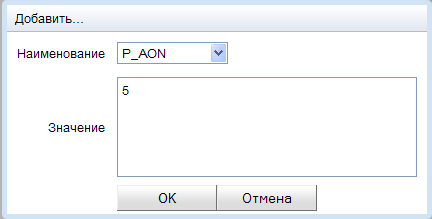 Добавить...
Наименование P_AON
5
Значение
OK Отмена